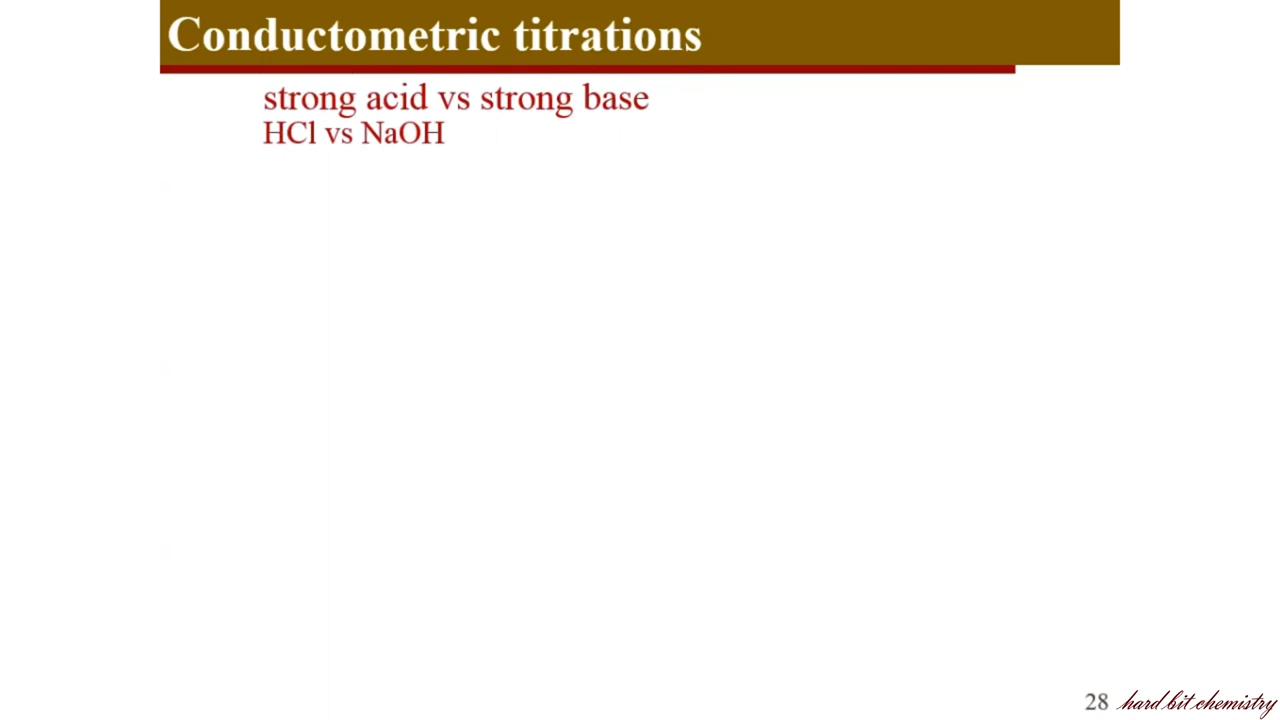 Conductometric titrations
strong acid vs strong base
HCl vs NaOH
28 hard bit chemistry